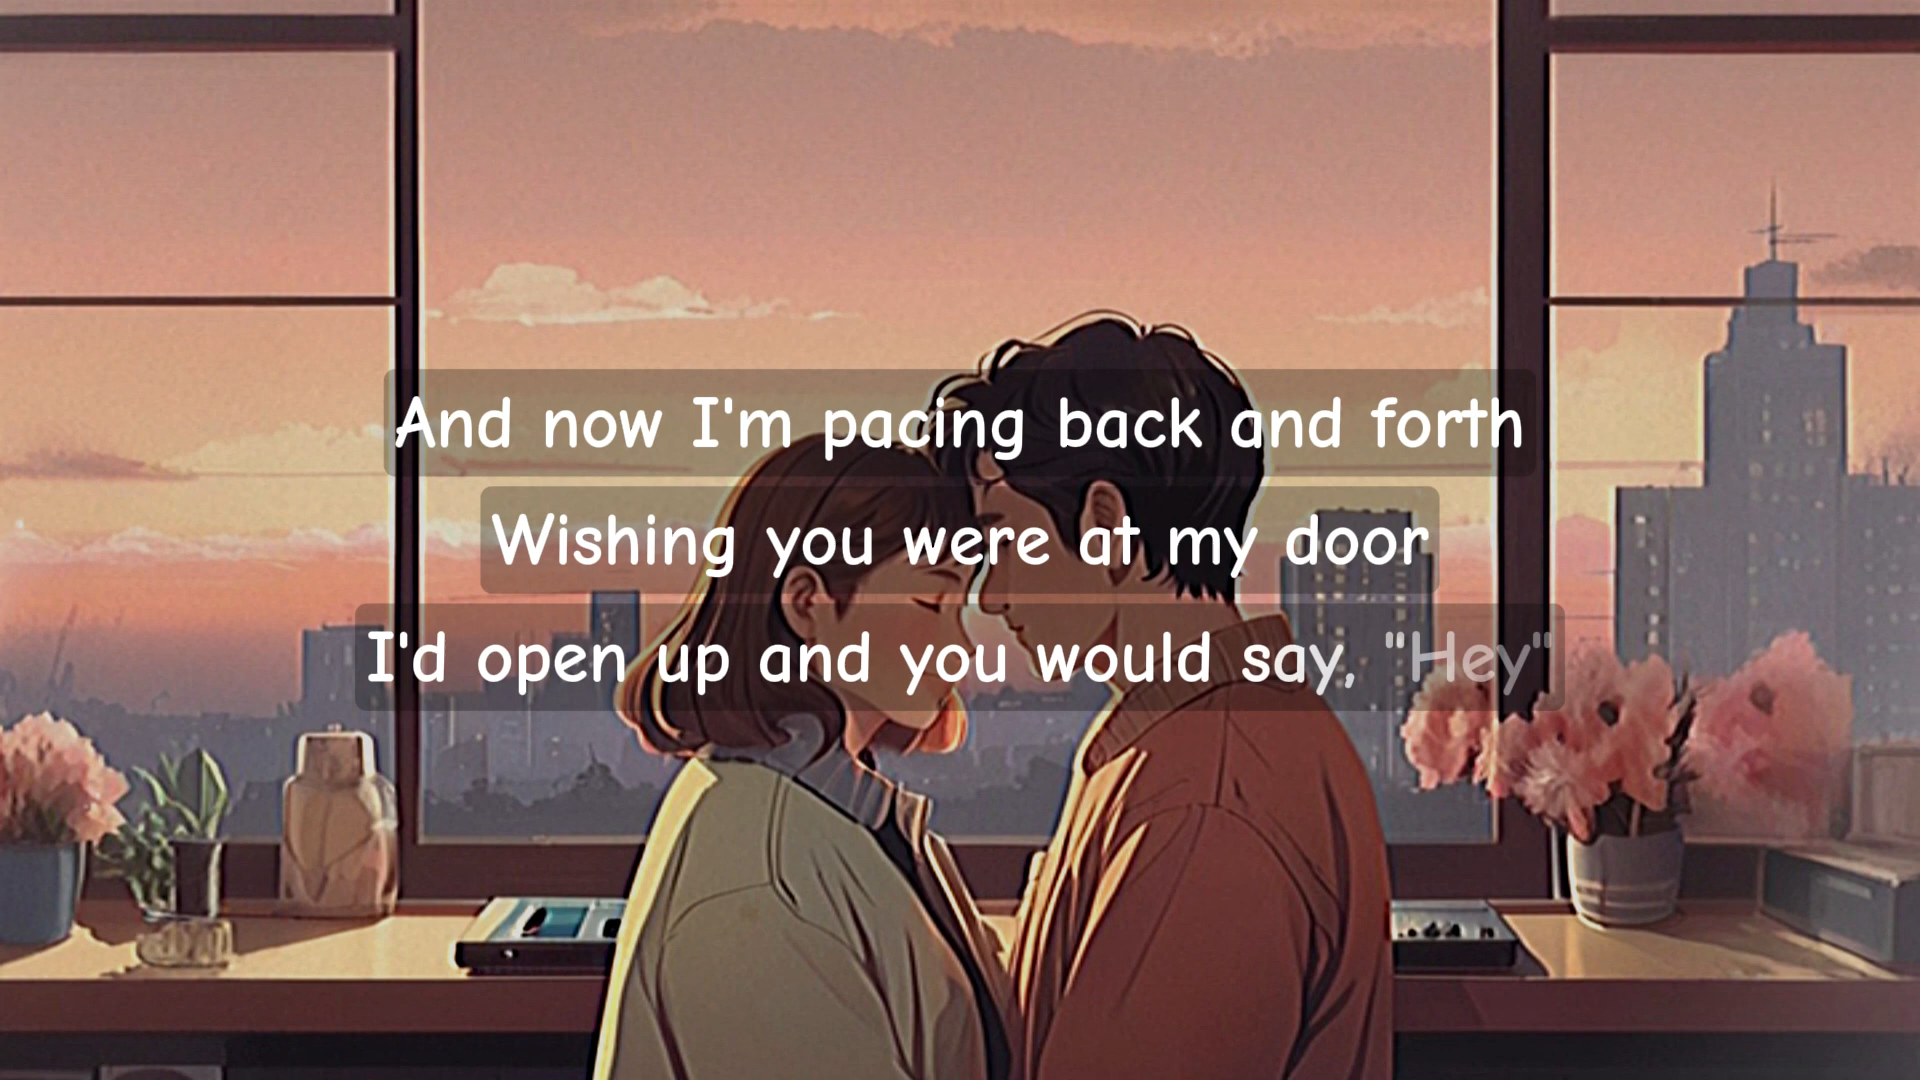 And now I'm pacing back and forth
Wishing you were at my door
I'd open up and you would say, "Hey"